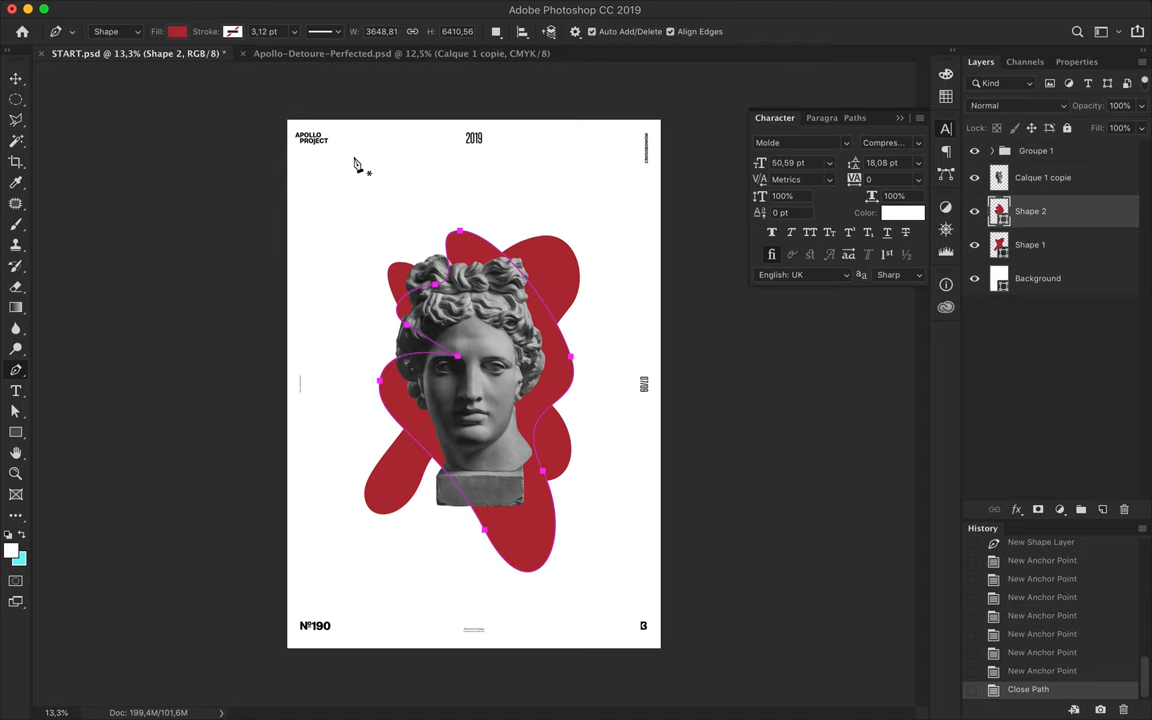 Adobe Photoshop CC 2019
Shape
Fill:
Stroke:
3,12 pt
W: 3648,81
H: 6410,56
Auto Add/Delete
Align Edges
START.psd @ 13,3% (Shape 2, RGB/8) *
Apollo-Detoure-Perfected.psd @ 12,5% (Calque 1 copie, CMYK/8)
APOLLO
PROJECT
2019
CROSSBONOW
07/09
Nº190
B
Character
Paragra
Paths
Molde
Compres...
50,59 pt
18,08 pt
Metrics
0
100%
100%
0 pt
Color:
English: UK
Sharp
Layers
Channels
Properties
Kind
Normal
Opacity: 100%
Lock:
Fill: 100%
Groupe 1
Calque 1 copie
Shape 2
Shape 1
Background
History
New Shape Layer
New Anchor Point
New Anchor Point
New Anchor Point
New Anchor Point
New Anchor Point
New Anchor Point
New Anchor Point
Close Path
13,3%
Doc: 199,4M/101,6M